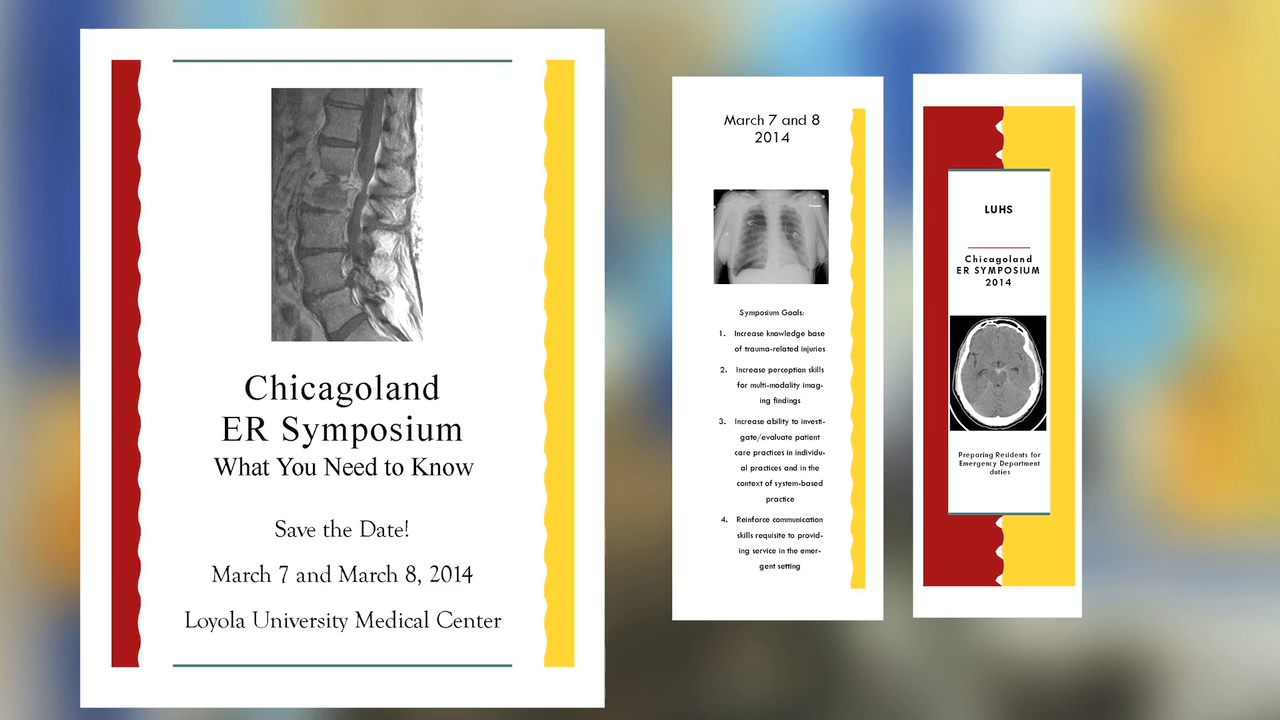 Chicagoland
ER Symposium
What You Need to Know
Save the Date!
March 7 and March 8, 2014
Loyola University Medical Center
March 7 and 8
2014
Symposium Goals:
1. Increase knowledge base
of trauma-related injuries
2. Increase perception skills
for multi-modality imag-
ing findings
3. Increase ability to investi-
gate/evaluate patient
care practices in individu-
al practices and in the
context of system-based
practice
4. Reinforce communication
skills requisite to provid-
ing service in the emer-
gent setting
LUHS
Chicagoland
ER SYMPOSIUM
2014
Preparing Residents for
Emergency Department
duties